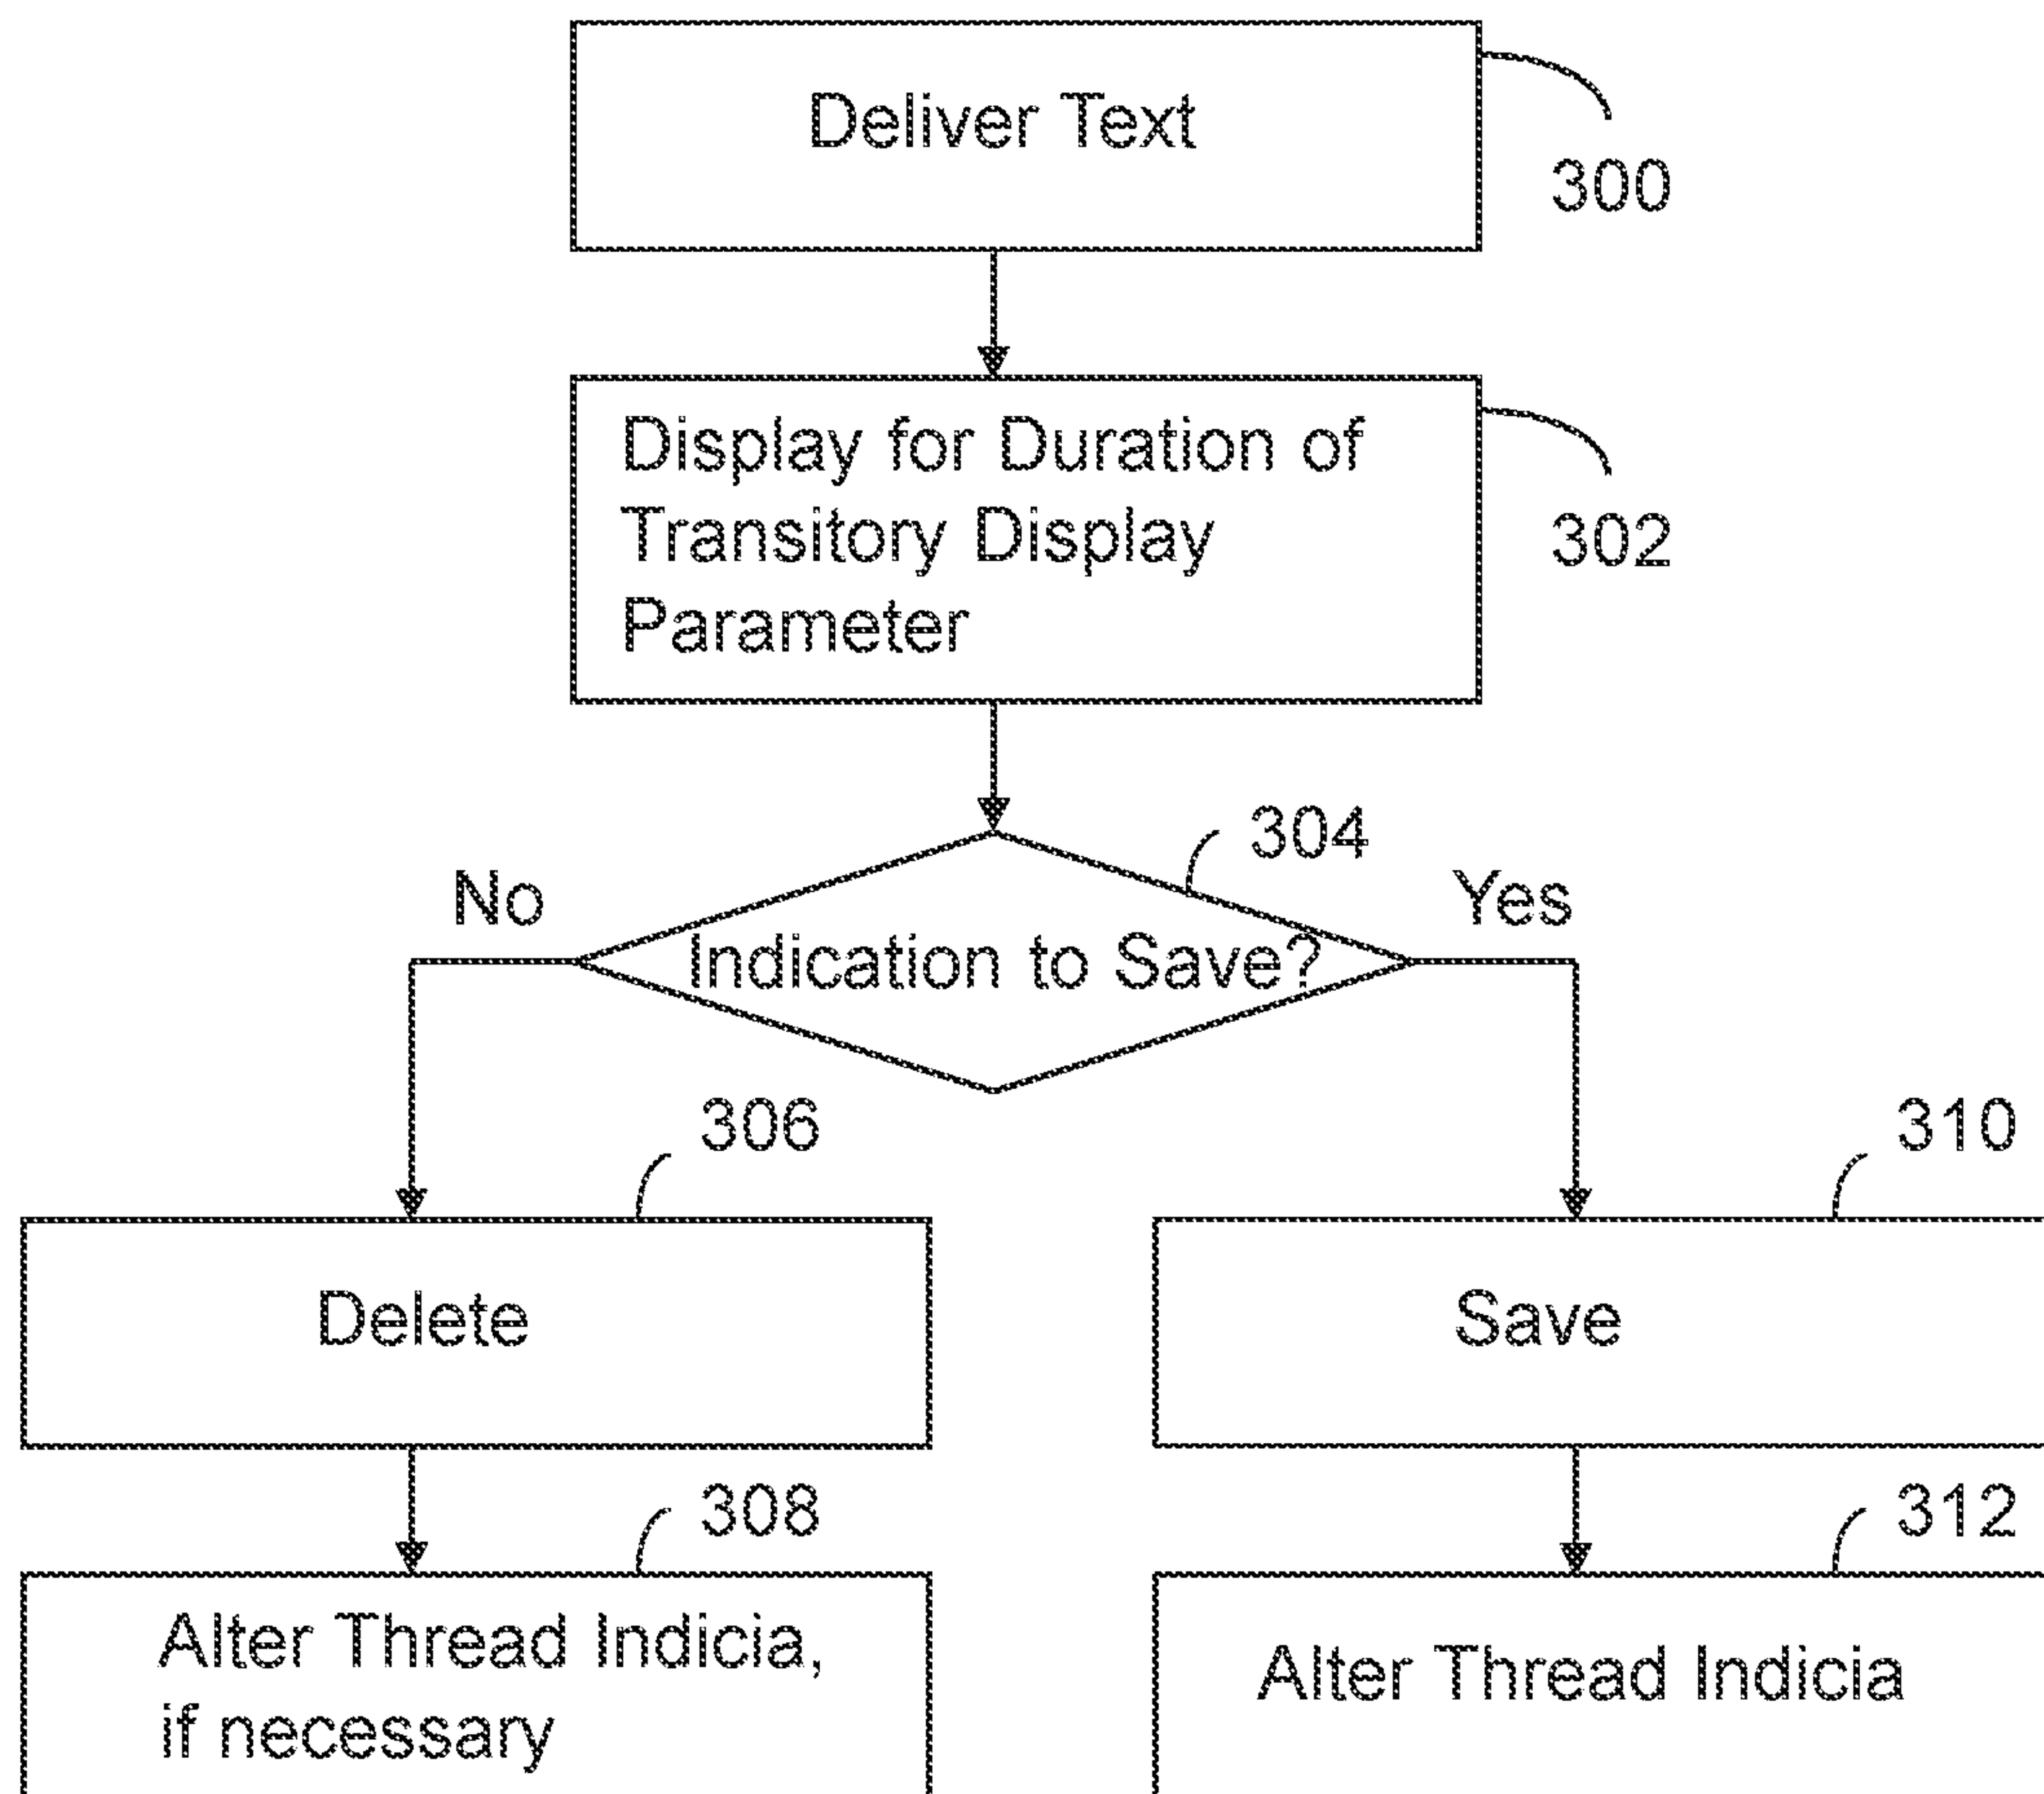 Deliver Text
300
Display for Duration of
Transitory Display
Parameter
302
304
No
Yes
Indication to Save?
306
310
Delete
Save
308
312
Alter Thread Indicia,
if necessary
Alter Thread Indicia